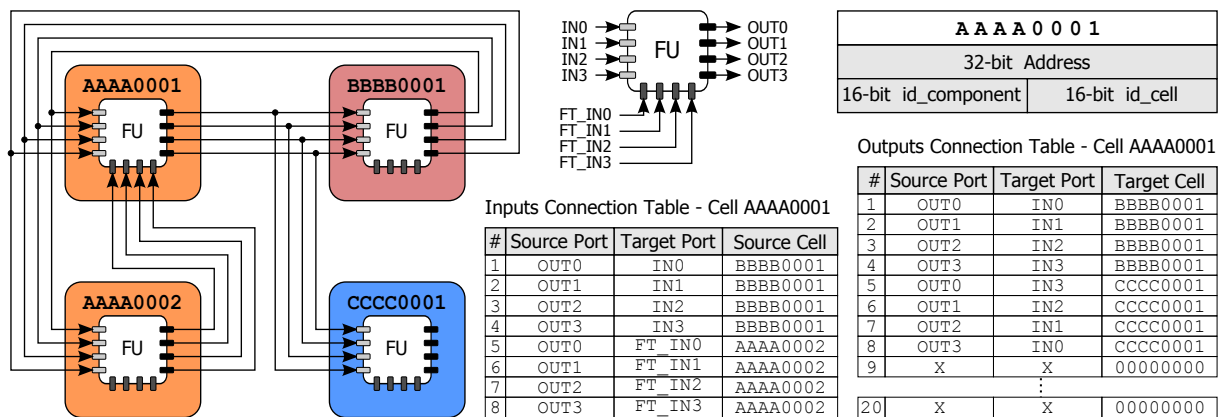 AAAA0001
FU
BBBB0001
FU
AAAA0002
FU
CCCC0001
FU
IN0
IN1
IN2
IN3
FU
OUT0
OUT1
OUT2
OUT3
FT_IN0
FT_IN1
FT_IN2
FT_IN3
AAAA0001
32-bit Address
16-bit id_component 16-bit id_cell
Inputs Connection Table - Cell AAAA0001
# Source Port Target Port Source Cell
1 OUT0 IN0 BBBB0001
2 OUT1 IN1 BBBB0001
3 OUT2 IN2 BBBB0001
4 OUT3 IN3 BBBB0001
5 OUT0 FT_IN0 AAAA0002
6 OUT1 FT_IN1 AAAA0002
7 OUT2 FT_IN2 AAAA0002
8 OUT3 FT_IN3 AAAA0002
Outputs Connection Table - Cell AAAA0001
# Source Port Target Port Target Cell
1 OUT0 IN0 BBBB0001
2 OUT1 IN1 BBBB0001
3 OUT2 IN2 BBBB0001
4 OUT3 IN3 BBBB0001
5 OUT0 IN3 CCCC0001
6 OUT1 IN2 CCCC0001
7 OUT2 IN1 CCCC0001
8 OUT3 IN0 CCCC0001
9 X X 00000000
⋮
20 X X 00000000